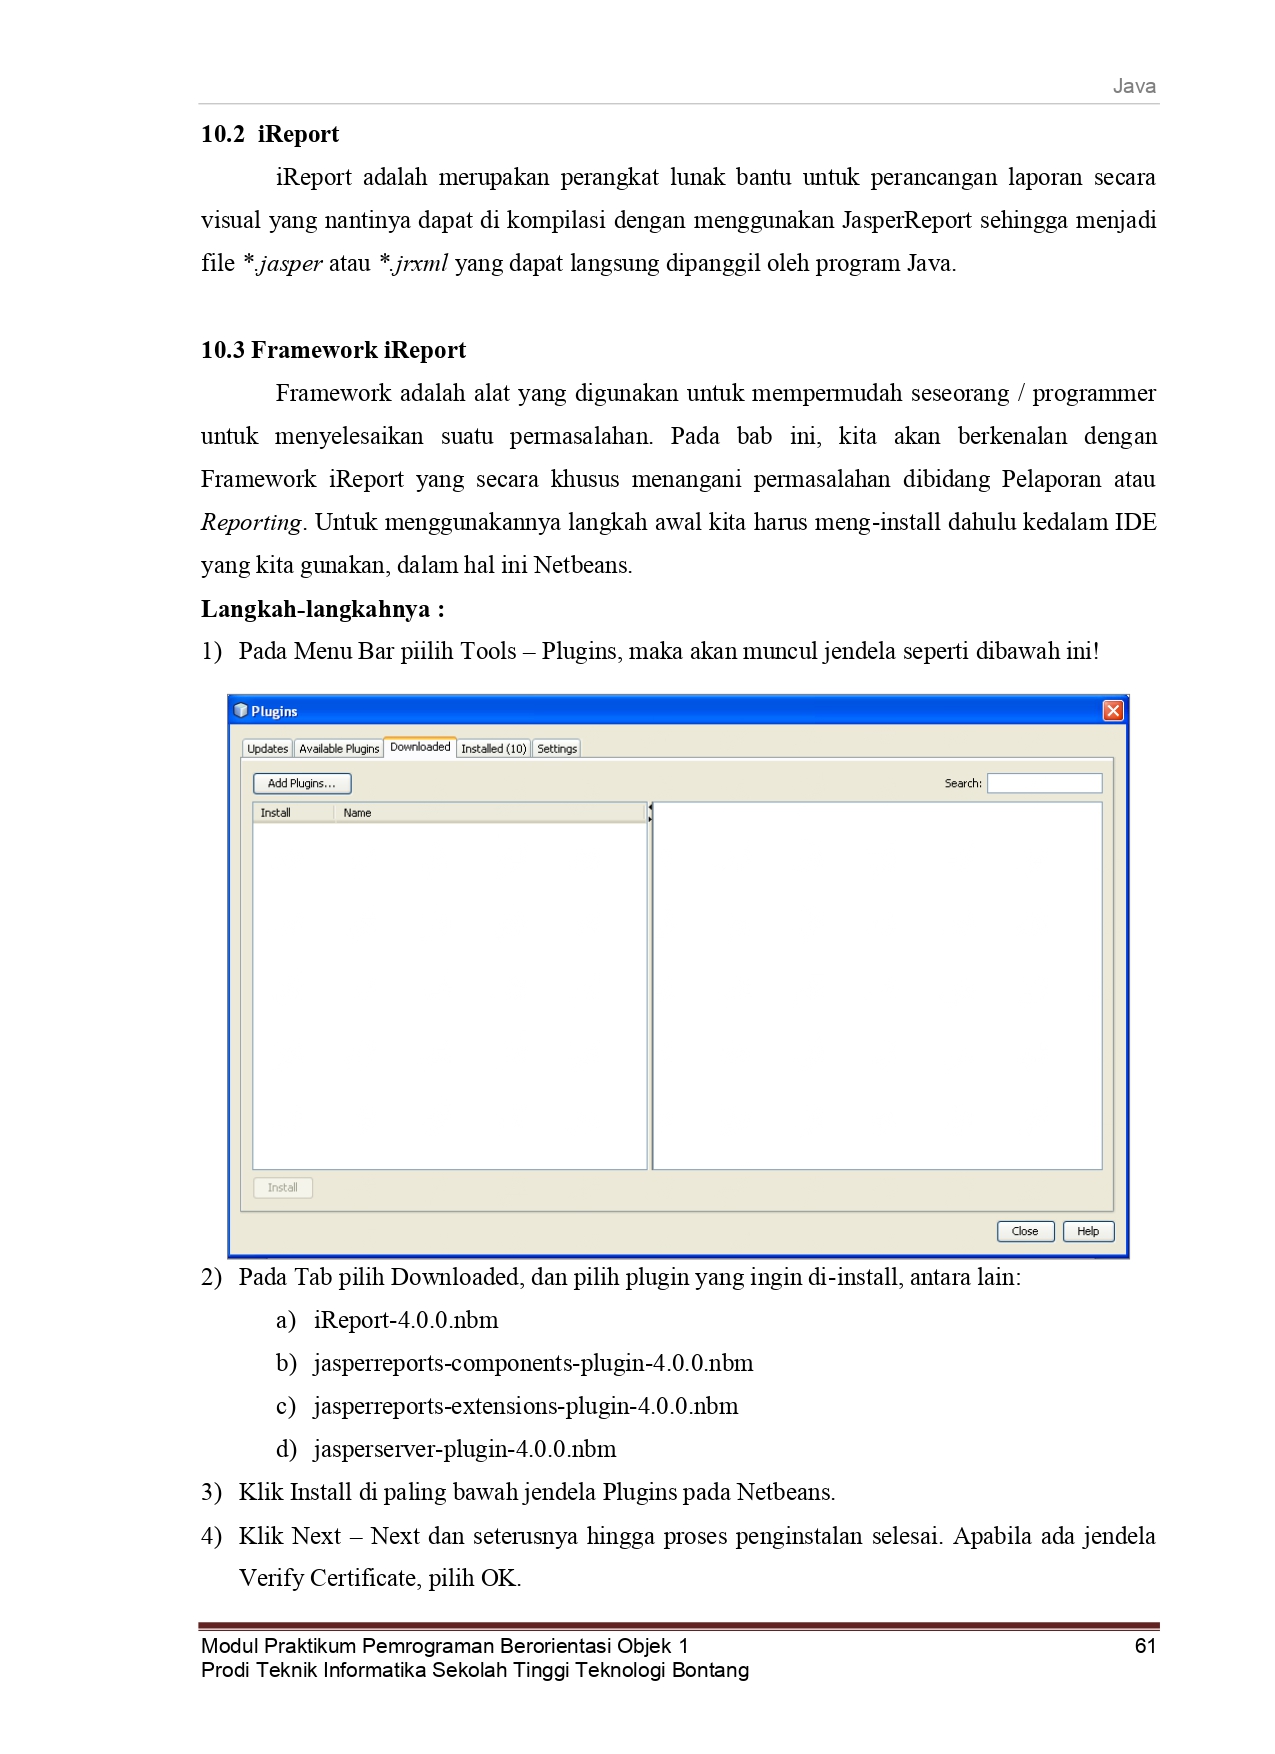 Java
10.2  iReport
iReport adalah merupakan perangkat lunak bantu untuk perancangan laporan secara
visual yang nantinya dapat di kompilasi dengan menggunakan JasperReport sehingga menjadi
file *.jasper atau *.jrxml yang dapat langsung dipanggil oleh program Java.
10.3 Framework iReport
Framework adalah alat yang digunakan untuk mempermudah seseorang / programmer
untuk menyelesaikan suatu permasalahan. Pada bab ini, kita akan berkenalan dengan
Framework iReport yang secara khusus menangani permasalahan dibidang Pelaporan atau
Reporting. Untuk menggunakannya langkah awal kita harus meng-install dahulu kedalam IDE
yang kita gunakan, dalam hal ini Netbeans.
Langkah-langkahnya :
1) Pada Menu Bar piilih Tools – Plugins, maka akan muncul jendela seperti dibawah ini!
Plugins
Updates Available Plugins Downloaded Installed (10) Settings
Add Plugins... Search:
Install Name
Install
Close Help
2) Pada Tab pilih Downloaded, dan pilih plugin yang ingin di-install, antara lain:
a) iReport-4.0.0.nbm
b) jasperreports-components-plugin-4.0.0.nbm
c) jasperreports-extensions-plugin-4.0.0.nbm
d) jasperserver-plugin-4.0.0.nbm
3) Klik Install di paling bawah jendela Plugins pada Netbeans.
4) Klik Next – Next dan seterusnya hingga proses penginstalan selesai. Apabila ada jendela
Verify Certificate, pilih OK.
Modul Praktikum Pemrograman Berorientasi Objek 1 61
Prodi Teknik Informatika Sekolah Tinggi Teknologi Bontang